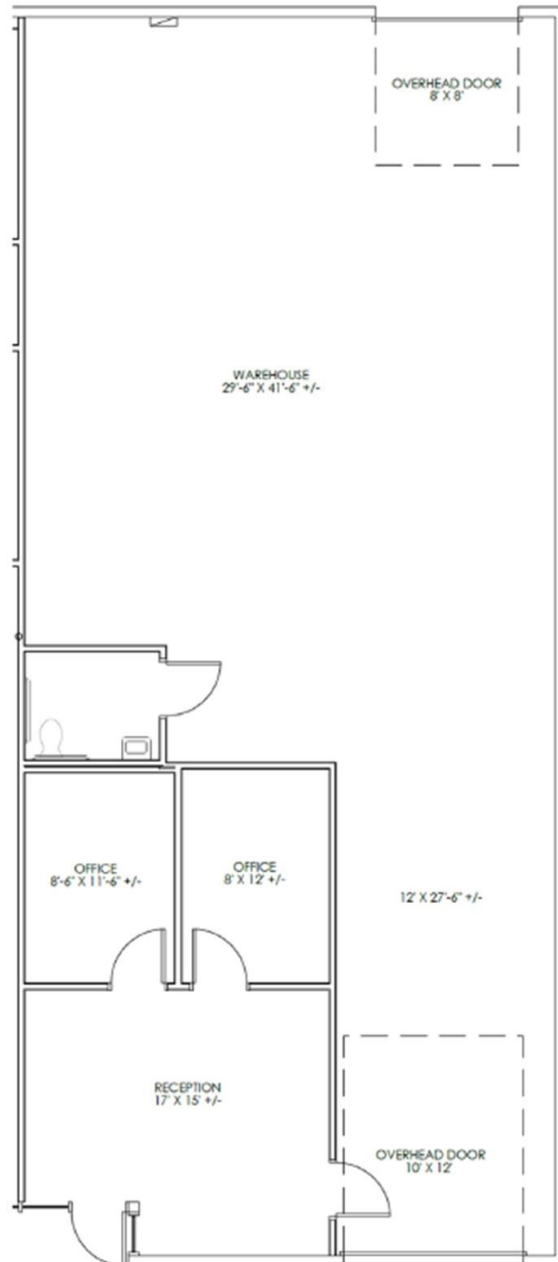 OVERHEAD DOOR
8' X 8'
WAREHOUSE
29'-6" X 41'-6" +/-
OFFICE
8'-6" X 11'-6" +/-
OFFICE
8' X 12' +/-
12' X 27'-6" +/-
RECEPTION
17' X 15' +/-
OVERHEAD DOOR
10' X 12'